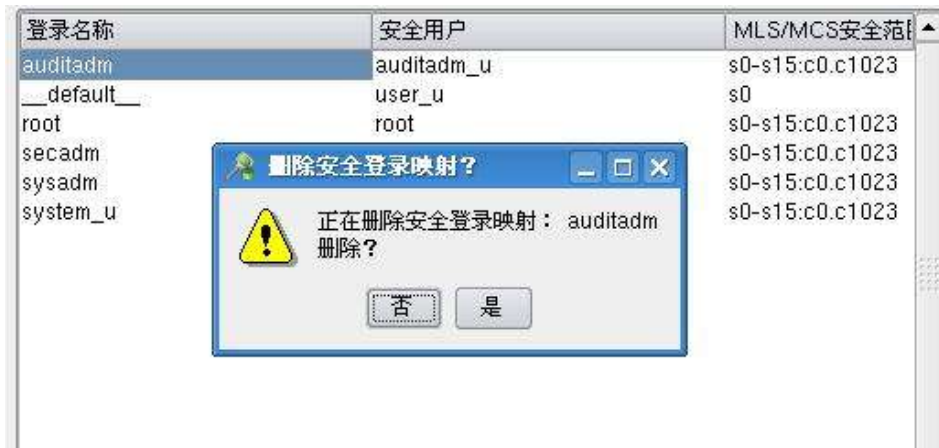 登录名称 安全用户 MLS/MCS安全范
auditadm auditadm_u s0-s15:c0.c1023
__default__ user_u s0
root root s0-s15:c0.c1023
secadm s0-s15:c0.c1023
sysadm s0-s15:c0.c1023
system_u s0-s15:c0.c1023
删除安全登录映射？
正在删除安全登录映射： auditadm
删除？
否 是